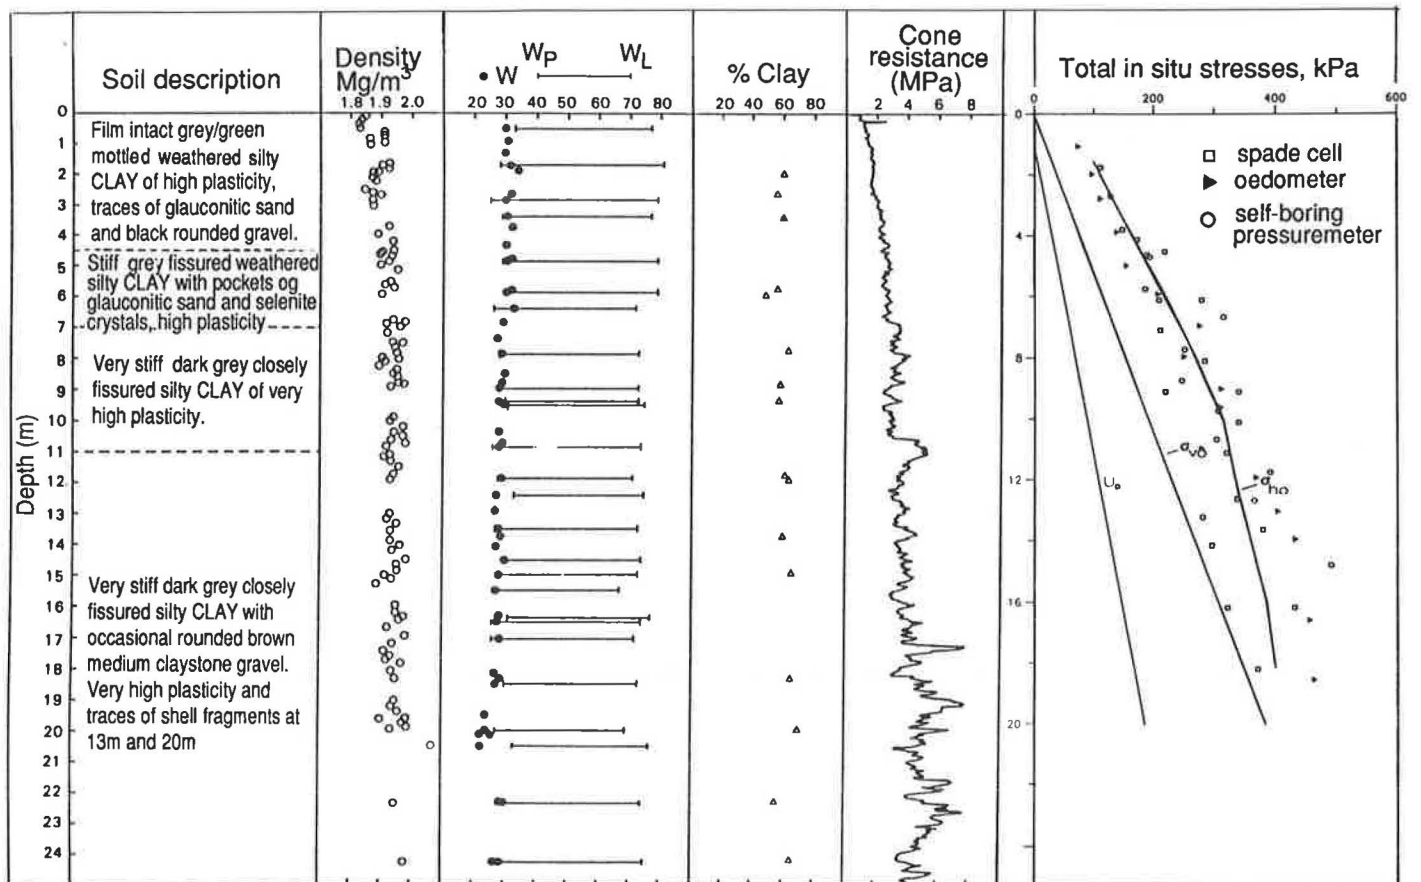 Soil description
Density
Mg/m³
1.8 1.9 2.0
W
W_P
W_L
20 30 40 50 60 70 80
% Clay
20 40 60 80
Cone
resistance
(MPa)
2 4 6 8
Total in situ stresses, kPa
0 200 400 600
Depth (m)
0
1
2
3
4
5
6
7
8
9
10
11
12
13
14
15
16
17
18
19
20
21
22
23
24
Film intact grey/green
mottled weathered silty
CLAY of high plasticity,
traces of glauconitic sand
and black rounded gravel.
Stiff grey fissured weathered
silty CLAY with pockets og
glauconitic sand and selenite
crystals, high plasticity
Very stiff dark grey closely
fissured silty CLAY of very
high plasticity.
Very stiff dark grey closely
fissured silty CLAY with
occasional rounded brown
medium claystone gravel.
Very high plasticity and
traces of shell fragments at
13m and 20m
0
4
8
12
16
20
spade cell
oedometer
self-boring
pressuremeter
U
σvo
σho